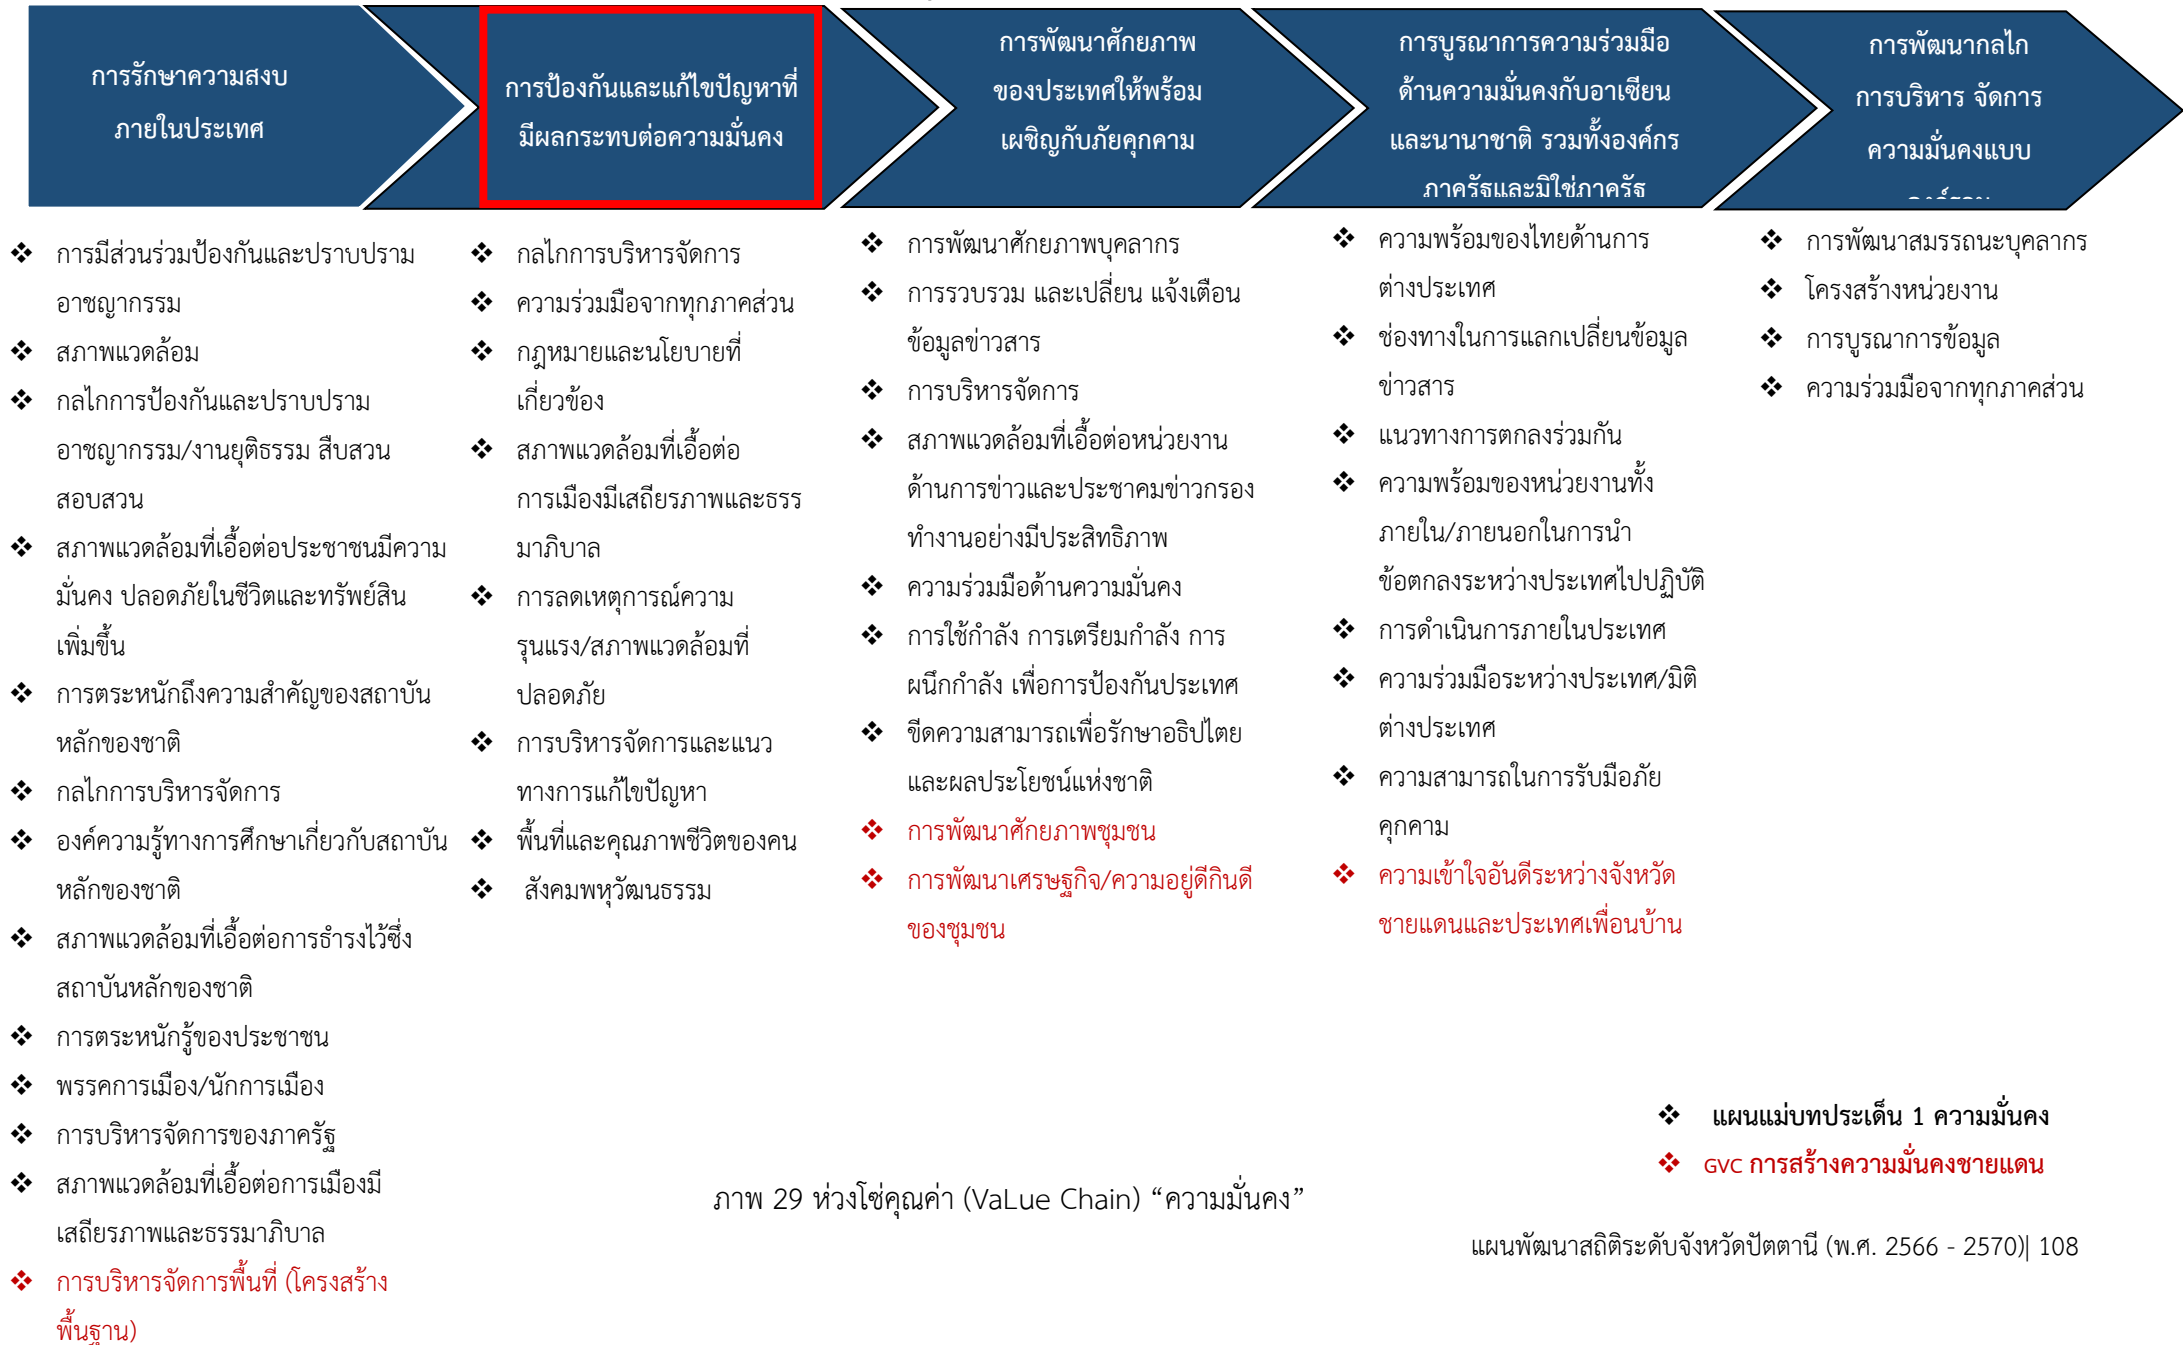 การรักษาความสงบ
ภายในประเทศ
การป้องกันและแก้ไขปัญหาที่
มีผลกระทบต่อความมั่นคง
การพัฒนาศักยภาพ
ของประเทศให้พร้อม
เผชิญกับภัยคุกคาม
การบูรณาการความร่วมมือ
ด้านความมั่นคงกับอาเซียน
และนานาชาติ รวมทั้งองค์กร
ภาครัฐและมิใช่ภาครัฐ
การพัฒนากลไก
การบริหาร จัดการ
ความมั่นคงแบบ
❖ การมีส่วนร่วมป้องกันและปราบปราม
อาชญากรรม
❖ สภาพแวดล้อม
❖ กลไกการป้องกันและปราบปราม
อาชญากรรม/งานยุติธรรม สืบสวน
สอบสวน
❖ สภาพแวดล้อมที่เอื้อต่อประชาชนมีความ
มั่นคง ปลอดภัยในชีวิตและทรัพย์สิน
เพิ่มขึ้น
❖ การตระหนักถึงความสำคัญของสถาบัน
หลักของชาติ
❖ กลไกการบริหารจัดการ
❖ องค์ความรู้ทางการศึกษาเกี่ยวกับสถาบัน
หลักของชาติ
❖ สภาพแวดล้อมที่เอื้อต่อการธำรงไว้ซึ่ง
สถาบันหลักของชาติ
❖ การตระหนักรู้ของประชาชน
❖ พรรคการเมือง/นักการเมือง
❖ การบริหารจัดการของภาครัฐ
❖ สภาพแวดล้อมที่เอื้อต่อการเมืองมี
เสถียรภาพและธรรมาภิบาล
❖ การบริหารจัดการพื้นที่ (โครงสร้าง
พื้นฐาน)
❖ กลไกการบริหารจัดการ
❖ ความร่วมมือจากทุกภาคส่วน
❖ กฎหมายและนโยบายที่
เกี่ยวข้อง
❖ สภาพแวดล้อมที่เอื้อต่อ
การเมืองมีเสถียรภาพและธรร
มาภิบาล
❖ การลดเหตุการณ์ความ
รุนแรง/สภาพแวดล้อมที่
ปลอดภัย
❖ การบริหารจัดการและแนว
ทางการแก้ไขปัญหา
❖ พื้นที่และคุณภาพชีวิตของคน
❖ สังคมพหุวัฒนธรรม
❖ การพัฒนาศักยภาพบุคลากร
❖ การรวบรวม และเปลี่ยน แจ้งเตือน
ข้อมูลข่าวสาร
❖ การบริหารจัดการ
❖ สภาพแวดล้อมที่เอื้อต่อหน่วยงาน
ด้านการข่าวและประชาคมข่าวกรอง
ทำงานอย่างมีประสิทธิภาพ
❖ ความร่วมมือด้านความมั่นคง
❖ การใช้กำลัง การเตรียมกำลัง การ
ผนึกกำลัง เพื่อการป้องกันประเทศ
❖ ขีดความสามารถเพื่อรักษาอธิปไตย
และผลประโยชน์แห่งชาติ
❖ การพัฒนาศักยภาพชุมชน
❖ การพัฒนาเศรษฐกิจ/ความอยู่ดีกินดี
ของชุมชน
❖ ความพร้อมของไทยด้านการ
ต่างประเทศ
❖ ช่องทางในการแลกเปลี่ยนข้อมูล
ข่าวสาร
❖ แนวทางการตกลงร่วมกัน
❖ ความพร้อมของหน่วยงานทั้ง
ภายใน/ภายนอกในการนำ
ข้อตกลงระหว่างประเทศไปปฏิบัติ
❖ การดำเนินการภายในประเทศ
❖ ความร่วมมือระหว่างประเทศ/มิติ
ต่างประเทศ
❖ ความสามารถในการรับมือภัย
คุกคาม
❖ ความเข้าใจอันดีระหว่างจังหวัด
ชายแดนและประเทศเพื่อนบ้าน
❖ การพัฒนาสมรรถนะบุคลากร
❖ โครงสร้างหน่วยงาน
❖ การบูรณาการข้อมูล
❖ ความร่วมมือจากทุกภาคส่วน
❖ แผนแม่บทประเด็น 1 ความมั่นคง
❖ GVC การสร้างความมั่นคงชายแดน
ภาพ 29 ห่วงโซ่คุณค่า (VaLue Chain) “ความมั่นคง”
แผนพัฒนาสถิติระดับจังหวัดปัตตานี (พ.ศ. 2566 - 2570)| 108